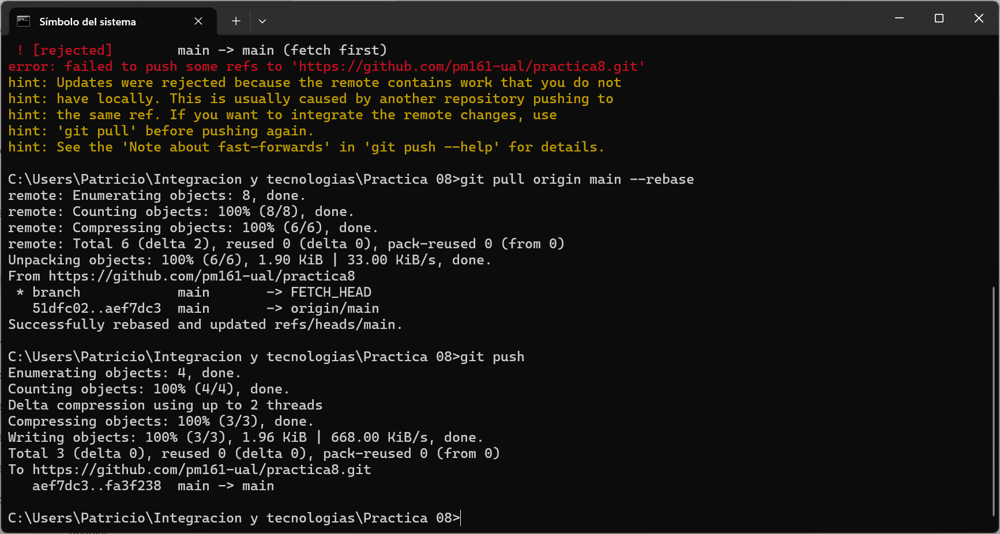 Símbolo del sistema
! [rejected]        main -> main (fetch first)
error: failed to push some refs to 'https://github.com/pm161-ual/practica8.git'
hint: Updates were rejected because the remote contains work that you do not
hint: have locally. This is usually caused by another repository pushing to
hint: the same ref. If you want to integrate the remote changes, use
hint: 'git pull' before pushing again.
hint: See the 'Note about fast-forwards' in 'git push --help' for details.
C:\Users\Patricio\Integracion y tecnologias\Practica 08>git pull origin main --rebase
remote: Enumerating objects: 8, done.
remote: Counting objects: 100% (8/8), done.
remote: Compressing objects: 100% (6/6), done.
remote: Total 6 (delta 2), reused 0 (delta 0), pack-reused 0 (from 0)
Unpacking objects: 100% (6/6), 1.90 KiB | 33.00 KiB/s, done.
From https://github.com/pm161-ual/practica8
 * branch            main       -> FETCH_HEAD
   51dfc02..aef7dc3  main       -> origin/main
Successfully rebased and updated refs/heads/main.
C:\Users\Patricio\Integracion y tecnologias\Practica 08>git push
Enumerating objects: 4, done.
Counting objects: 100% (4/4), done.
Delta compression using up to 2 threads
Compressing objects: 100% (3/3), done.
Writing objects: 100% (3/3), 1.96 KiB | 668.00 KiB/s, done.
Total 3 (delta 0), reused 0 (delta 0), pack-reused 0 (from 0)
To https://github.com/pm161-ual/practica8.git
   aef7dc3..fa3f238  main -> main
C:\Users\Patricio\Integracion y tecnologias\Practica 08>